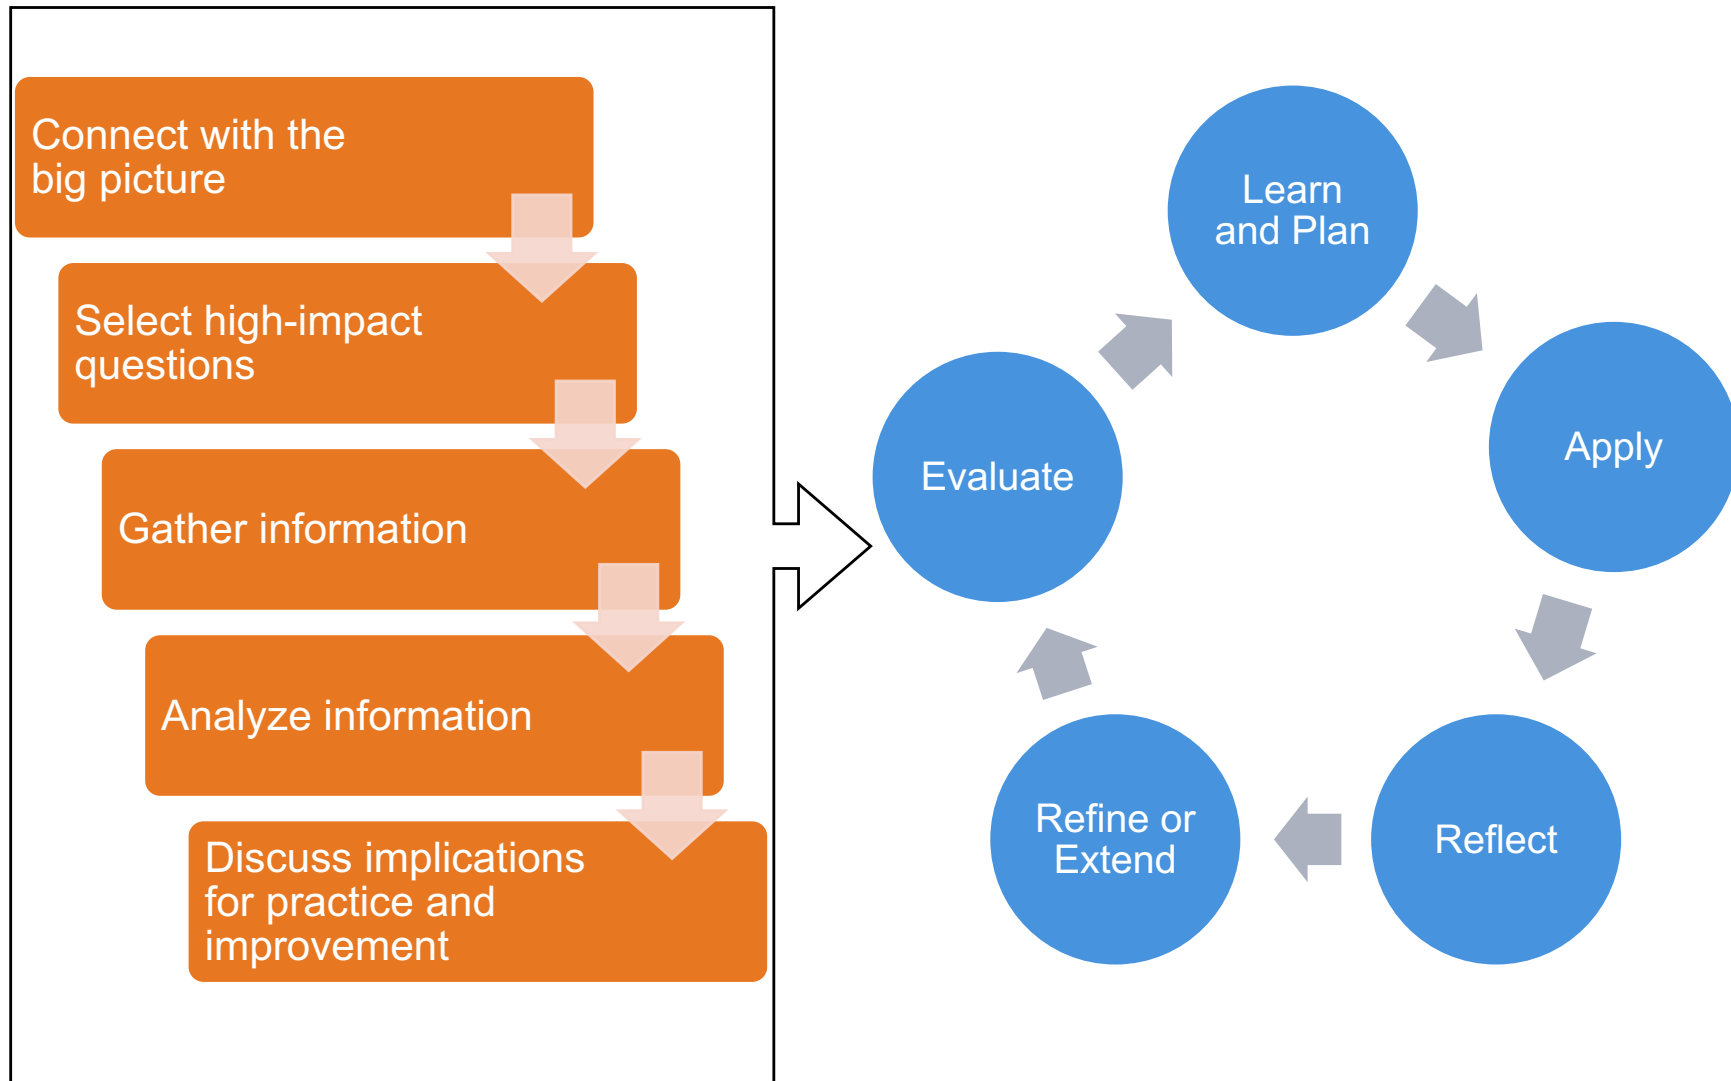 Connect with the
big picture
Select high-impact
questions
Gather information
Analyze information
Discuss implications
for practice and
improvement
Learn
and Plan
Apply
Reflect
Refine or
Extend
Evaluate